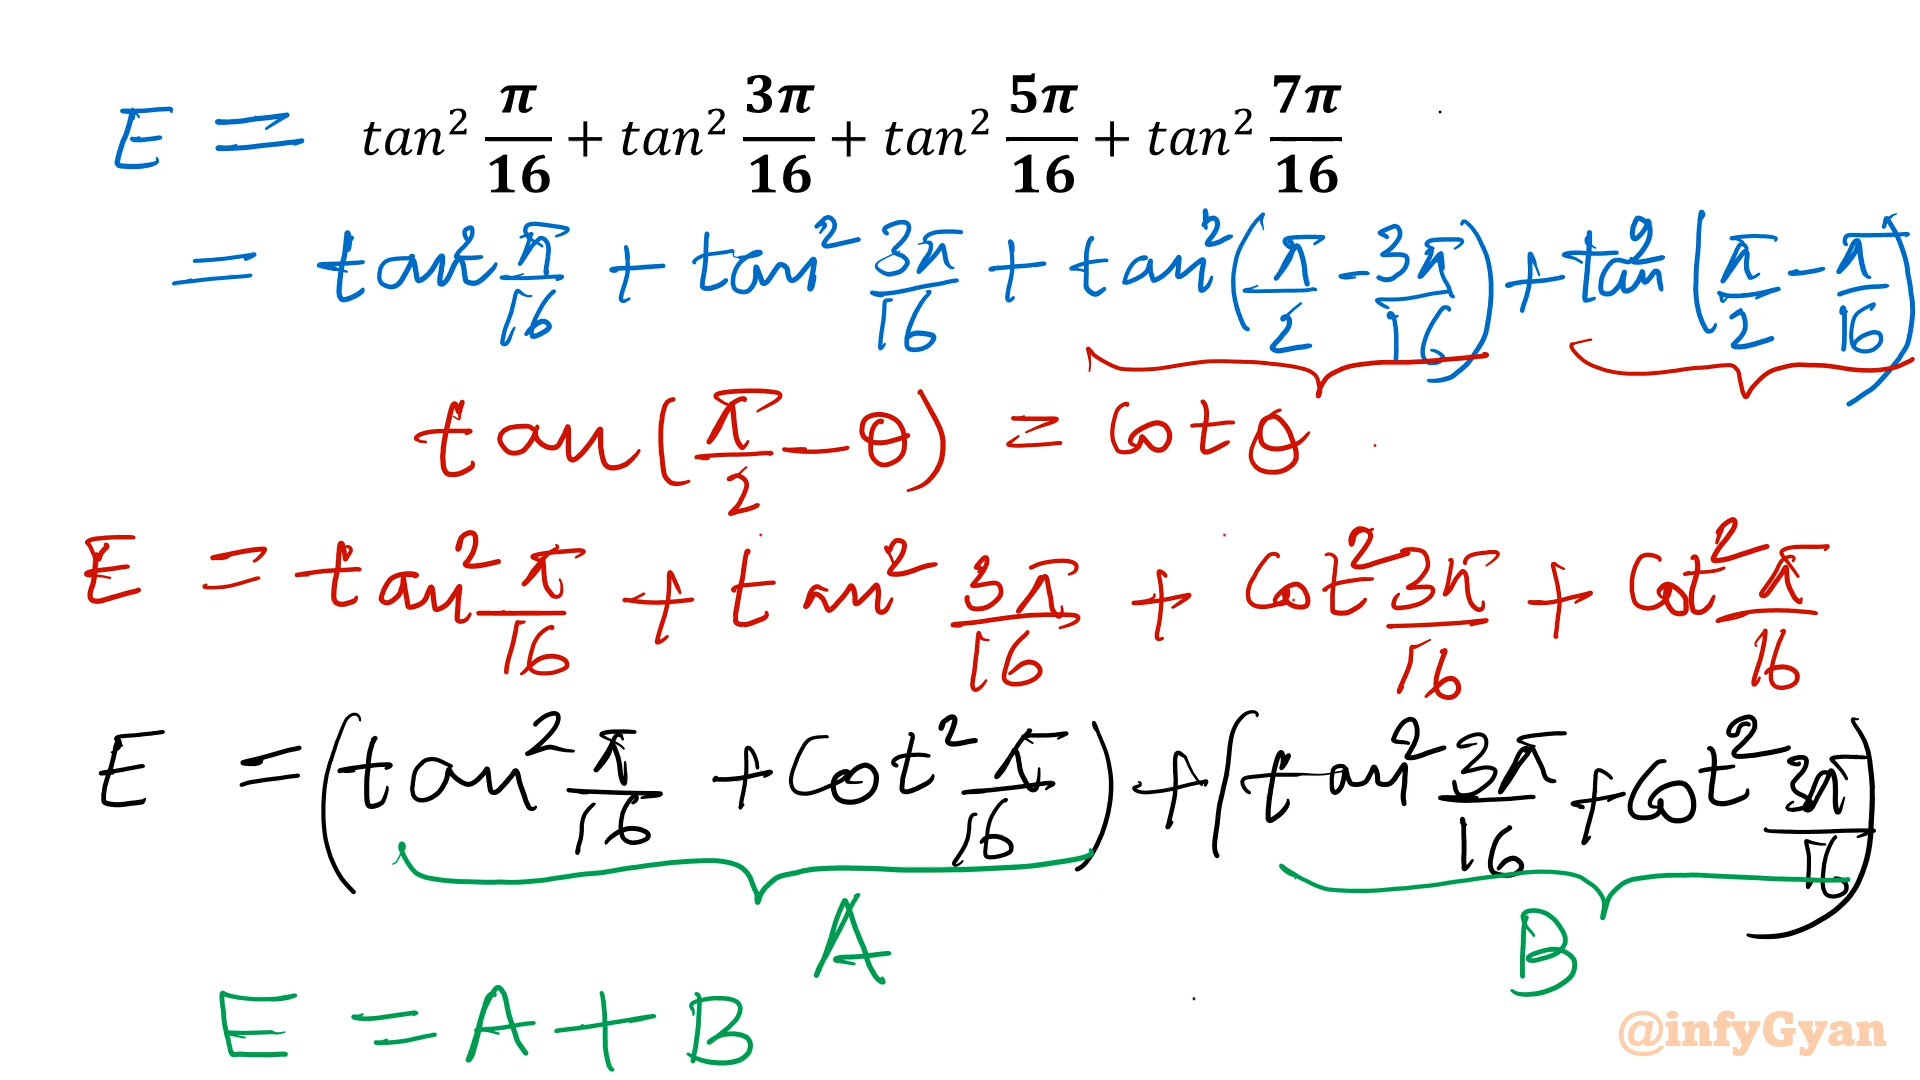 E = tan² π/16 + tan² 3π/16 + tan² 5π/16 + tan² 7π/16
= tan² π/16 + tan² 3π/16 + tan² (π/2 - 3π/16) + tan² (π/2 - π/16)
tan (π/2 - θ) = cot θ
E = tan² π/16 + tan² 3π/16 + cot² 3π/16 + cot² π/16
E = (tan² π/16 + cot² π/16) + (tan² 3π/16 + cot² 3π/16)
A B
E = A + B
@infyGyan